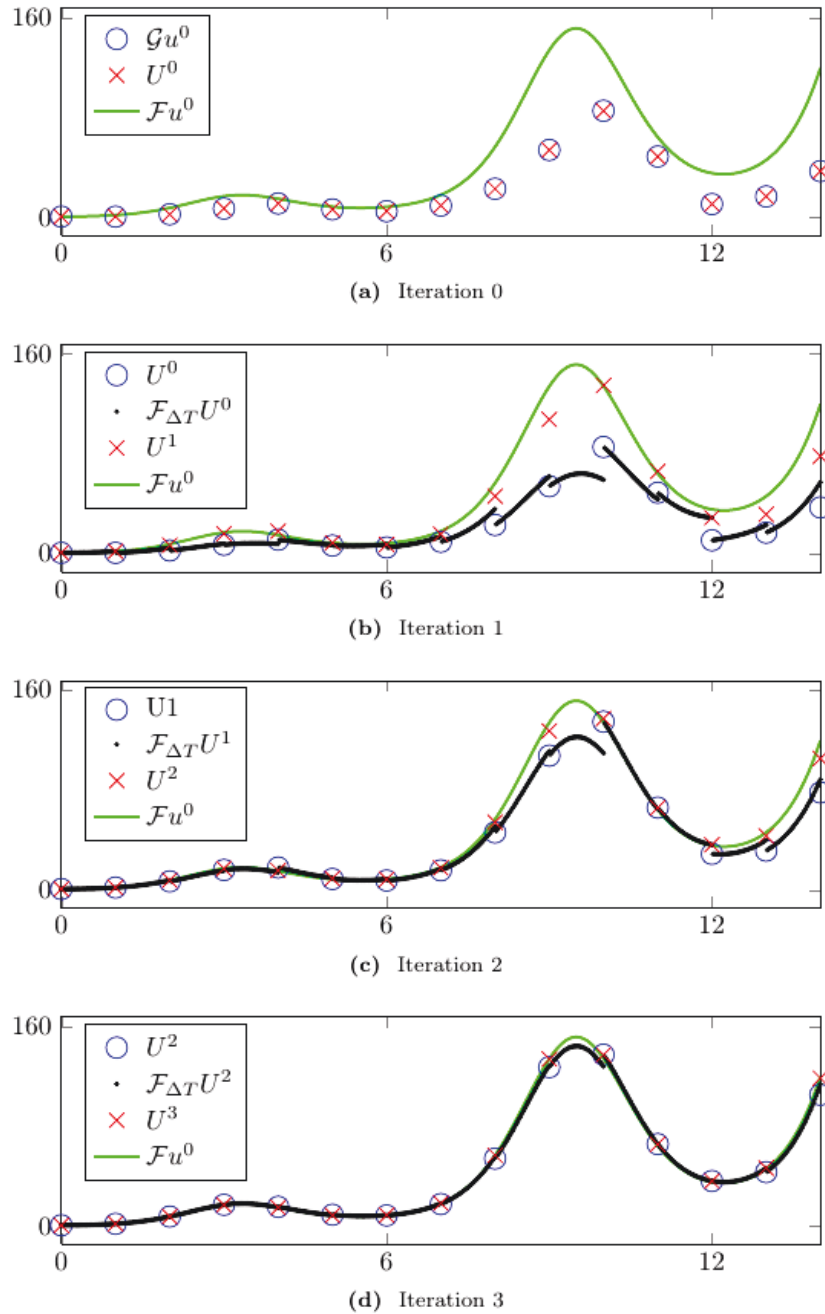 160
𝒢u⁰
U⁰
ℱu⁰
0
0 6 12
(a) Iteration 0
160
U⁰
ℱ_ΔT U⁰
U¹
ℱu⁰
0
0 6 12
(b) Iteration 1
160
U1
ℱ_ΔT U¹
U²
ℱu⁰
0
0 6 12
(c) Iteration 2
160
U²
ℱ_ΔT U²
U³
ℱu⁰
0
0 6 12
(d) Iteration 3